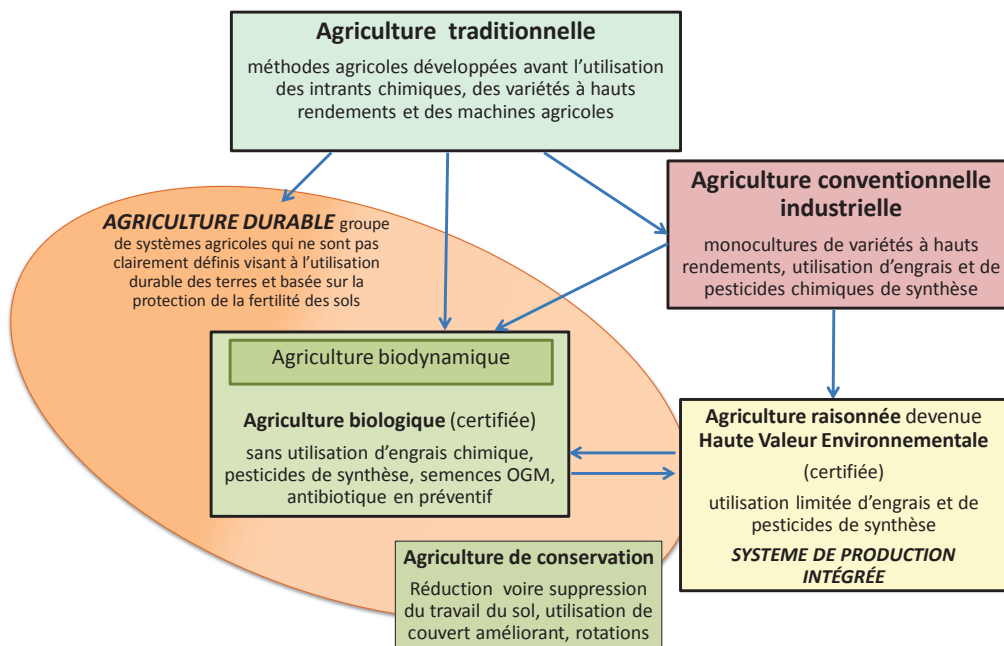 Agriculture traditionnelle
méthodes agricoles développées avant l'utilisation
des intrants chimiques, des variétés à hauts
rendements et des machines agricoles
Agriculture conventionnelle
industrielle
monocultures de variétés à hauts
rendements, utilisation d'engrais et de
pesticides chimiques de synthèse
AGRICULTURE DURABLE groupe
de systèmes agricoles qui ne sont pas
clairement définis visant à l'utilisation
durable des terres et basée sur la
protection de la fertilité des sols
Agriculture biodynamique
Agriculture biologique (certifiée)
sans utilisation d'engrais chimique,
pesticides de synthèse, semences OGM,
antibiotique en préventif
Agriculture raisonnée devenue
Haute Valeur Environnementale
(certifiée)
utilisation limitée d'engrais et de
pesticides de synthèse
SYSTEME DE PRODUCTION
INTÉGRÉE
Agriculture de conservation
Réduction voire suppression
du travail du sol, utilisation de
couvert améliorant, rotations